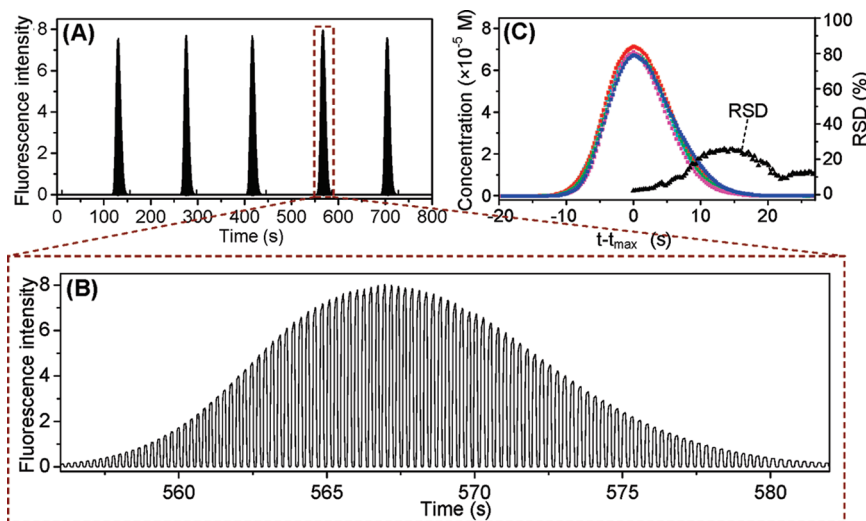 (A)
Fluorescence intensity
8
6
4
2
0
0 100 200 300 400 500 600 700 800
Time (s)
(C)
Concentration (×10⁻⁵ M)
8
6
4
2
0
-20 -10 0 10 20
t-tₘₐₓ (s)
100
80
60
40
20
0
RSD (%)
RSD
(B)
Fluorescence intensity
8
6
4
2
0
560 565 570 575 580
Time (s)